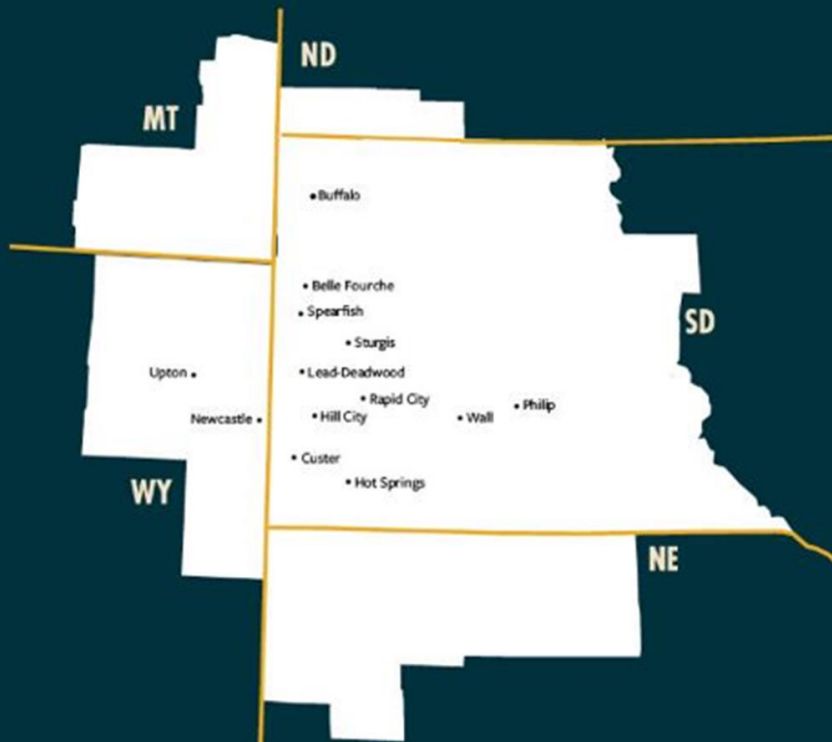 ND
MT
Buffalo
Belle Fourche
Spearfish
SD
Sturgis
Upton
Lead-Deadwood
Rapid City
Philip
Hill City
Wall
Newcastle
Custer
Hot Springs
WY
NE